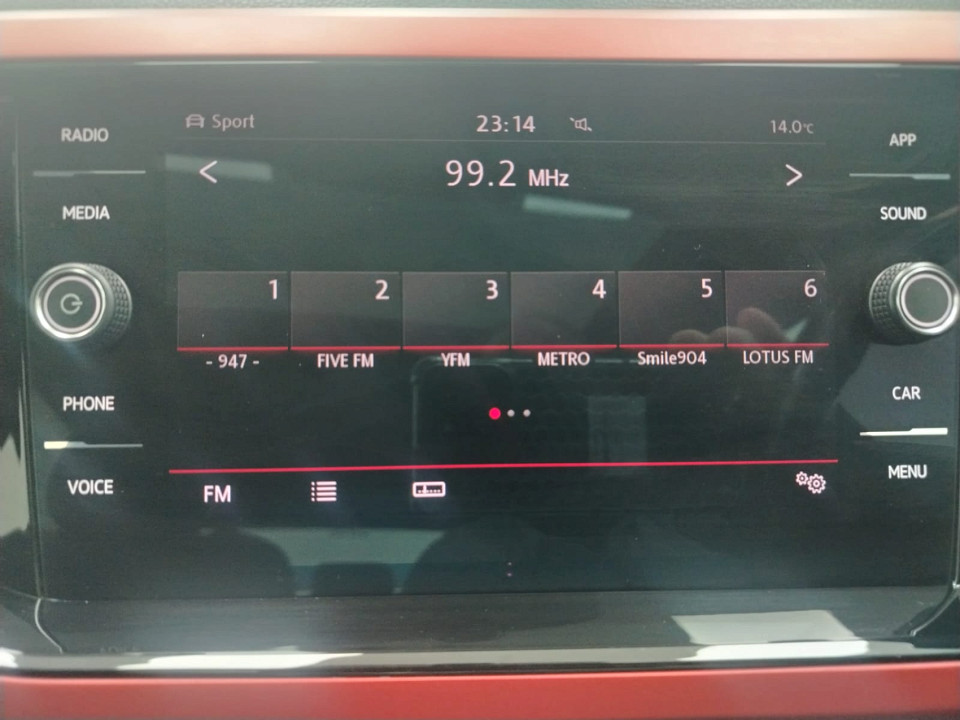 RADIO
MEDIA
PHONE
VOICE
Sport 23:14 14.0°C
99.2 MHz
1 2 3 4 5 6
- 947 - FIVE FM YFM METRO Smile904 LOTUS FM
FM
APP
SOUND
CAR
MENU